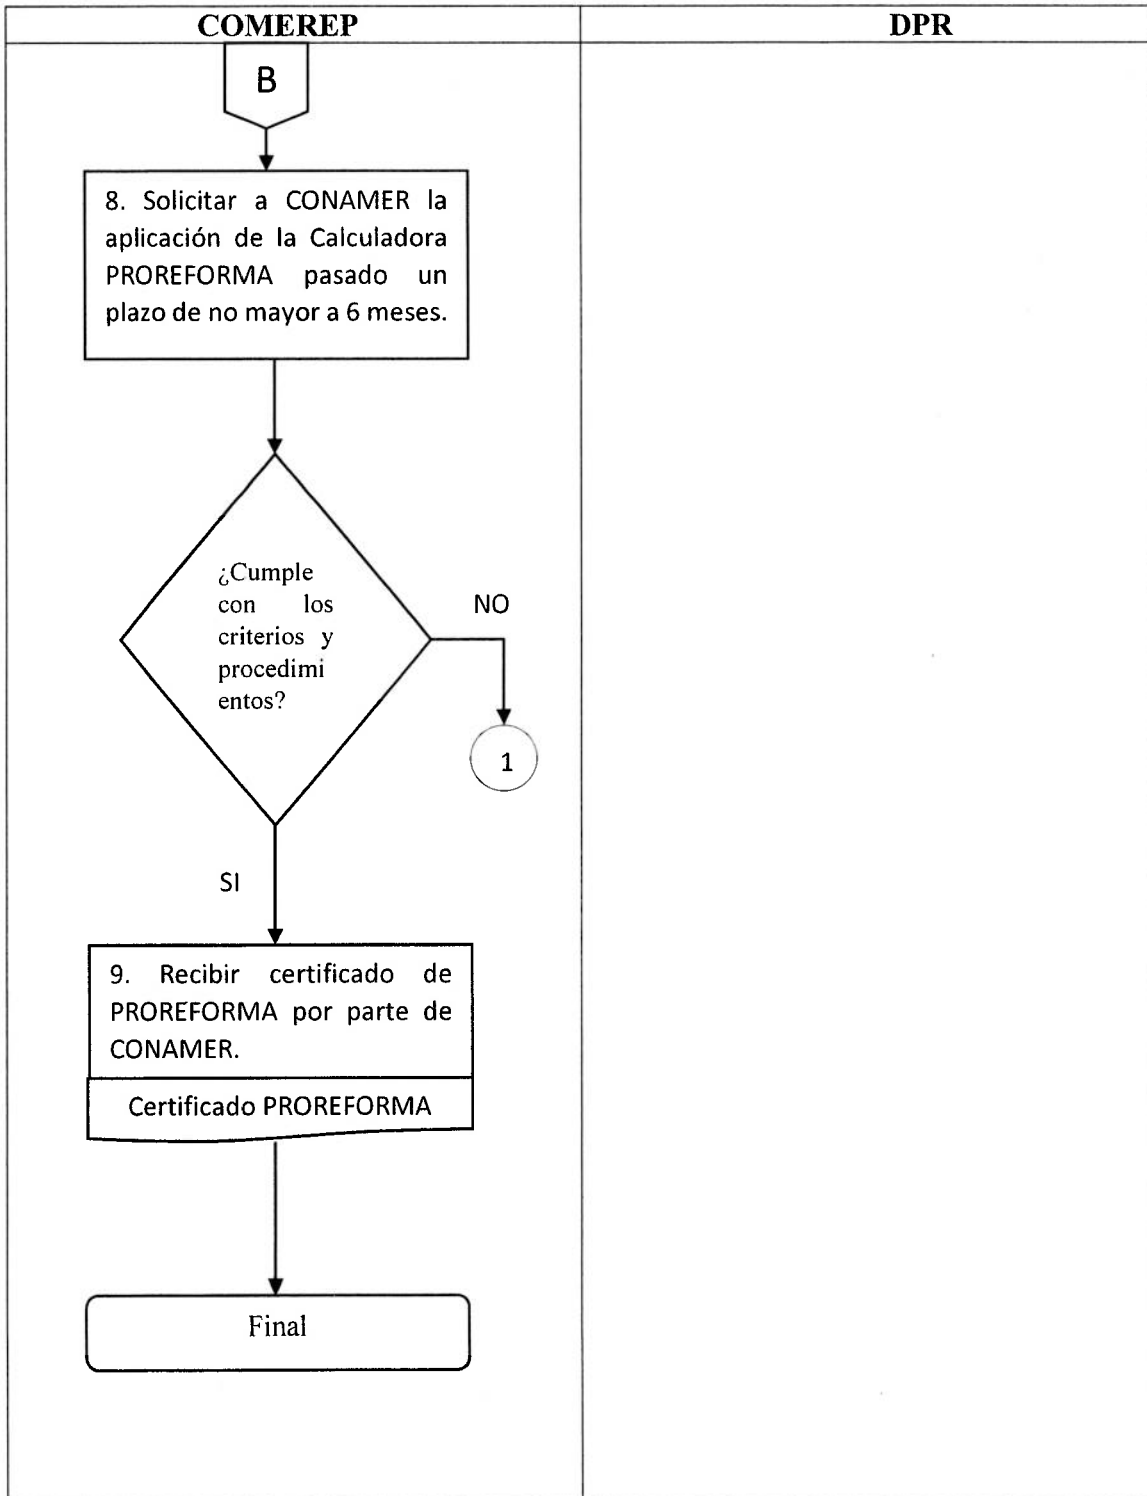 COMEREP
DPR
B
8. Solicitar a CONAMER la
aplicación de la Calculadora
PROREFORMA pasado un
plazo de no mayor a 6 meses.
¿Cumple
con los
criterios y
procedimi
entos?
NO
1
SI
9. Recibir certificado de
PROREFORMA por parte de
CONAMER.
Certificado PROREFORMA
Final